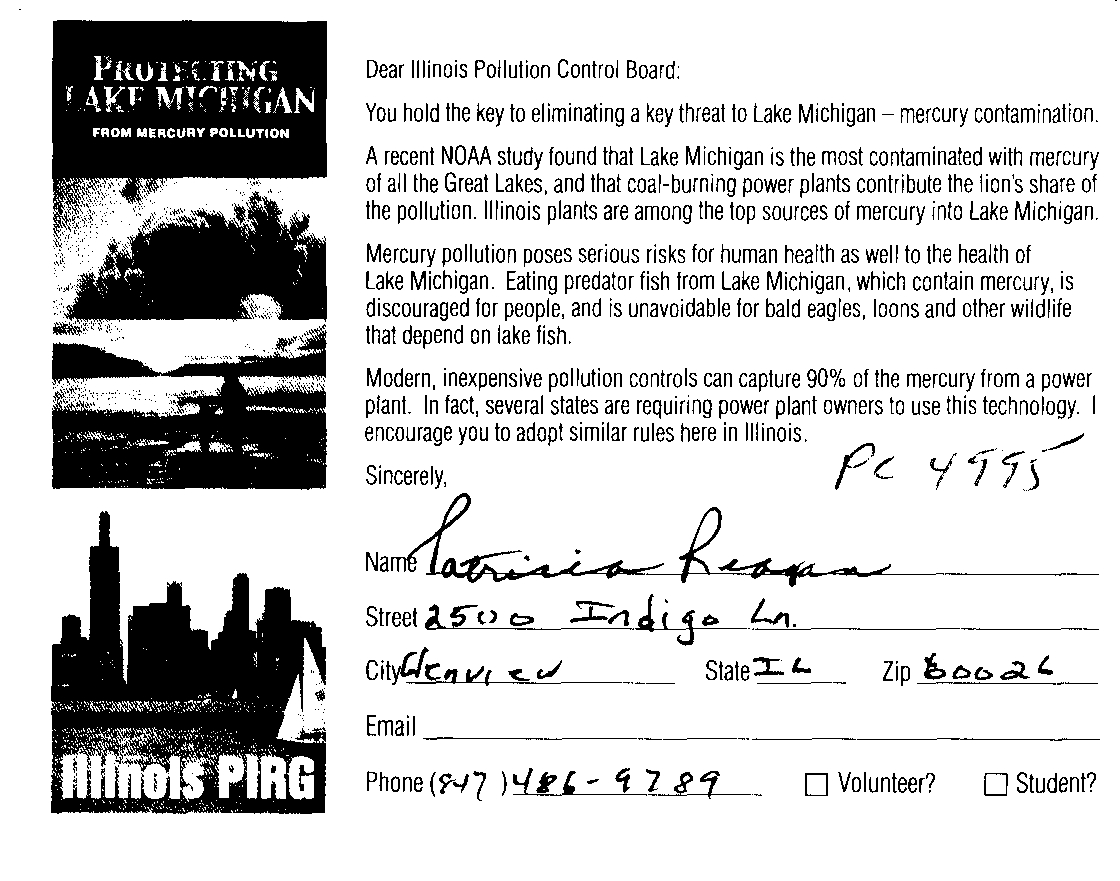 PROTECTING
LAKE MICHIGAN
FROM MERCURY POLLUTION
Illinois PIRG
Dear Illinois Pollution Control Board:
You hold the key to eliminating a key threat to Lake Michigan – mercury contamination.
A recent NOAA study found that Lake Michigan is the most contaminated with mercury
of all the Great Lakes, and that coal-burning power plants contribute the lion's share of
the pollution. Illinois plants are among the top sources of mercury into Lake Michigan.
Mercury pollution poses serious risks for human health as well to the health of
Lake Michigan. Eating predator fish from Lake Michigan, which contain mercury, is
discouraged for people, and is unavoidable for bald eagles, loons and other wildlife
that depend on lake fish.
Modern, inexpensive pollution controls can capture 90% of the mercury from a power
plant. In fact, several states are requiring power plant owners to use this technology. I
encourage you to adopt similar rules here in Illinois.
PC 4995
Sincerely,
Name Patricia Reagan
Street 2500 Indigo Ln.
City Glenview State IL Zip 60026
Email
Phone (847) 486-9789 Volunteer? Student?